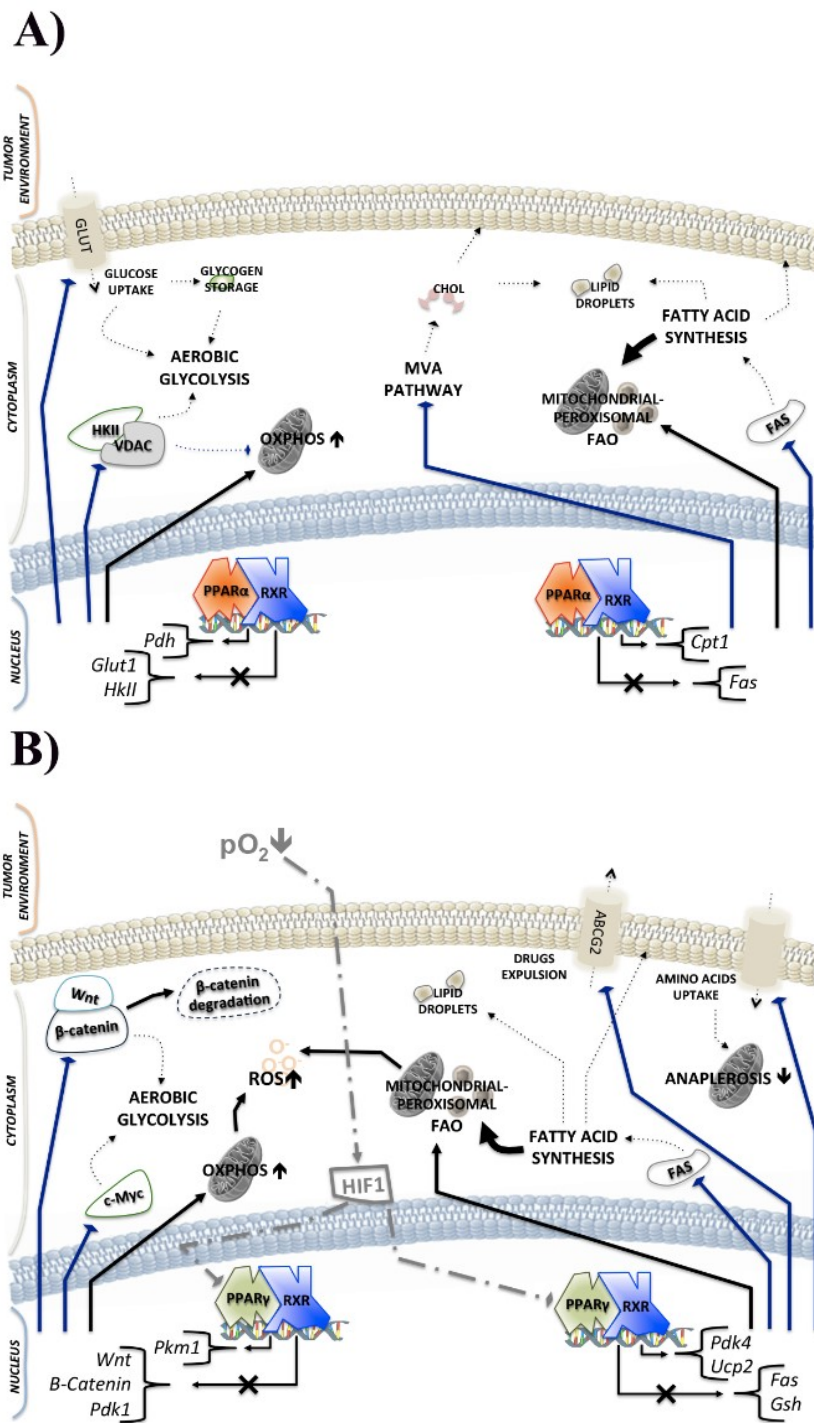 A)
TUMOR
ENVIRONMENT
GLUT
GLUCOSE
UPTAKE
GLYCOGEN
STORAGE
CHOL
LIPID
DROPLETS
FATTY ACID
SYNTHESIS
AEROBIC
GLYCOLYSIS
MVA
PATHWAY
CYTOPLASM
MITOCHONDRIAL-
PEROXISOMAL
FAO
FAS
HKII
VDAC
OXPHOS
PPARα
RXR
PPARα
RXR
NUCLEUS
Pdh
Glut1
HkII
Cpt1
Fas
B)
TUMOR
ENVIRONMENT
pO2
ABCG2
DRUGS
EXPULSION
AMINO ACIDS
UPTAKE
Wnt
β-catenin
β-catenin
degradation
LIPID
DROPLETS
O-
O- O-
ROS
AEROBIC
GLYCOLYSIS
MITOCHONDRIAL-
PEROXISOMAL
FAO
ANAPLEROSIS
CYTOPLASM
FATTY ACID
SYNTHESIS
FAS
OXPHOS
c-Myc
HIF1
PPARγ
RXR
PPARγ
RXR
NUCLEUS
Pkm1
Wnt
B-Catenin
Pdk1
Pdk4
Ucp2
Fas
Gsh